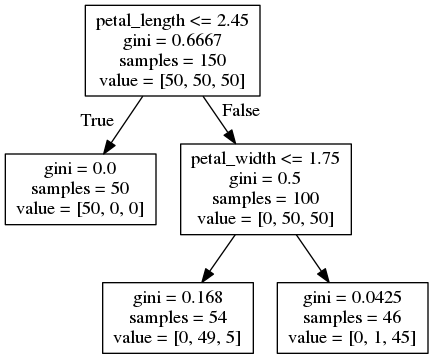 petal_length <= 2.45
gini = 0.6667
samples = 150
value = [50, 50, 50]
True
False
gini = 0.0
samples = 50
value = [50, 0, 0]
petal_width <= 1.75
gini = 0.5
samples = 100
value = [0, 50, 50]
gini = 0.168
samples = 54
value = [0, 49, 5]
gini = 0.0425
samples = 46
value = [0, 1, 45]